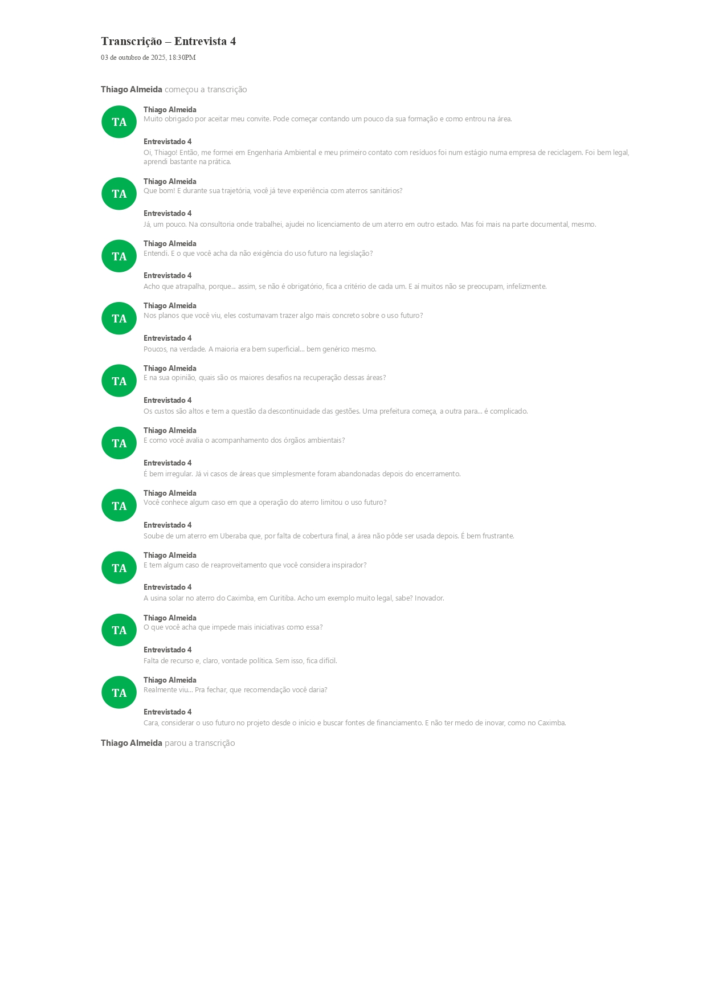 Transcrição – Entrevista 4
03 de outubro de 2025, 18:30PM
Thiago Almeida começou a transcrição
TA
Thiago Almeida
Muito obrigado por aceitar meu convite. Pode começar contando um pouco da sua formação e como entrou na área.
Entrevistado 4
Oi, Thiago! Então, me formei em Engenharia Ambiental e meu primeiro contato com resíduos foi num estágio numa empresa de reciclagem. Foi bem legal,
aprendi bastante na prática.
TA
Thiago Almeida
Que bom! E durante sua trajetória, você já teve experiência com aterros sanitários?
Entrevistado 4
Já, um pouco. Na consultoria onde trabalhei, ajudei no licenciamento de um aterro em outro estado. Mas foi mais na parte documental, mesmo.
TA
Thiago Almeida
Entendi. E o que você acha da não exigência do uso futuro na legislação?
Entrevistado 4
Acho que atrapalha, porque... assim, se não é obrigatório, fica a critério de cada um. E aí muitos não se preocupam, infelizmente.
TA
Thiago Almeida
Nos planos que você viu, eles costumavam trazer algo mais concreto sobre o uso futuro?
Entrevistado 4
Poucos, na verdade. A maioria era bem superficial... bem genérico mesmo.
TA
Thiago Almeida
E na sua opinião, quais são os maiores desafios na recuperação dessas áreas?
Entrevistado 4
Os custos são altos e tem a questão da descontinuidade das gestões. Uma prefeitura começa, a outra para... é complicado.
TA
Thiago Almeida
E como você avalia o acompanhamento dos órgãos ambientais?
Entrevistado 4
É bem irregular. Já vi casos de áreas que simplesmente foram abandonadas depois do encerramento.
TA
Thiago Almeida
Você conhece algum caso em que a operação do aterro limitou o uso futuro?
Entrevistado 4
Soube de um aterro em Uberaba que, por falta de cobertura final, a área não pôde ser usada depois. É bem frustrante.
TA
Thiago Almeida
E tem algum caso de reaproveitamento que você considera inspirador?
Entrevistado 4
A usina solar no aterro do Caximba, em Curitiba. Acho um exemplo muito legal, sabe? Inovador.
TA
Thiago Almeida
O que você acha que impede mais iniciativas como essa?
Entrevistado 4
Falta de recurso e, claro, vontade política. Sem isso, fica difícil.
TA
Thiago Almeida
Realmente viu... Pra fechar, que recomendação você daria?
Entrevistado 4
Cara, considerar o uso futuro no projeto desde o início e buscar fontes de financiamento. E não ter medo de inovar, como no Caximba.
Thiago Almeida parou a transcrição